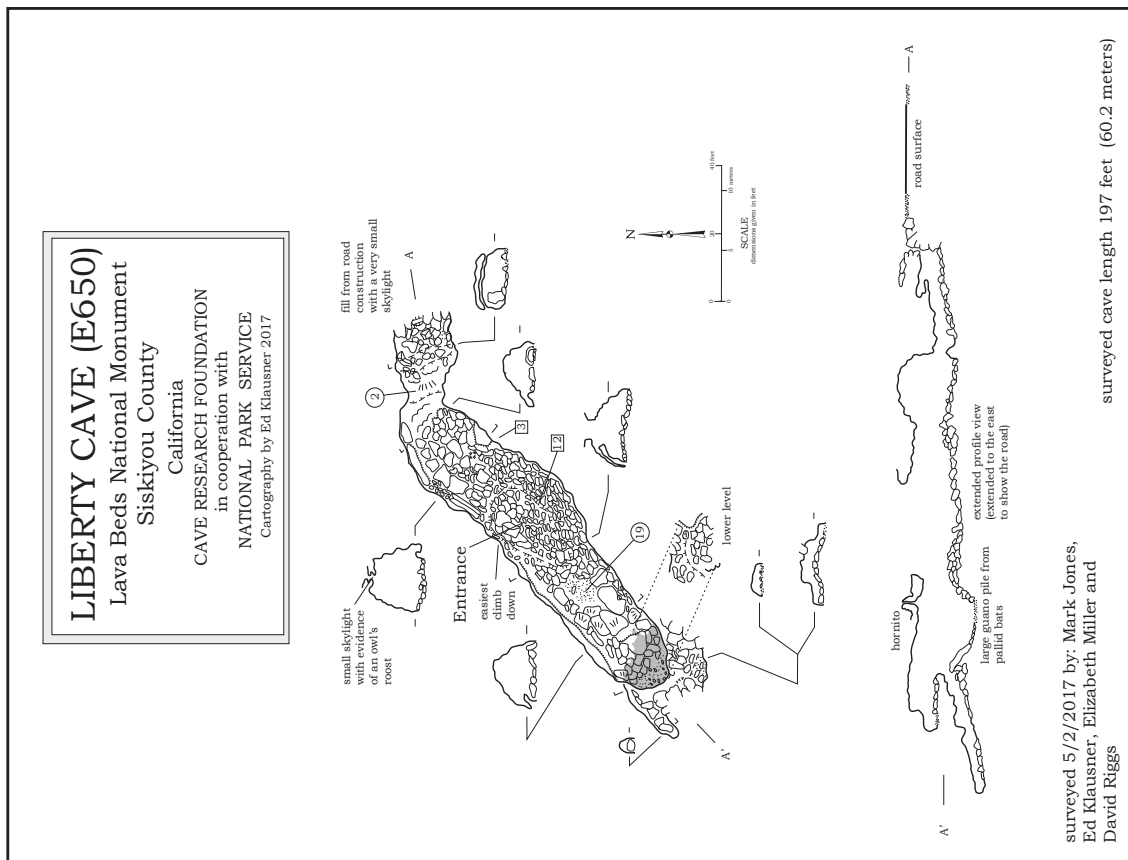 LIBERTY CAVE (E650)
Lava Beds National Monument
Siskiyou County
California
CAVE RESEARCH FOUNDATION
in cooperation with
NATIONAL PARK SERVICE
Cartography by Ed Klausner 2017
small skylight
with evidence
of an owl's
roost
fill from road
construction
with a very small
skylight
A
2
Entrance
easiest
climb
down
3
12
19
lower level
A'
N
0
20
40 feet
0
5
10 meters
SCALE
dimensions given in feet
A'
hornito
large guano pile from
pallid bats
extended profile view
(extended to the east
to show the road)
road surface
A
surveyed 5/2/2017 by: Mark Jones,
Ed Klausner, Elizabeth Miller and
David Riggs
surveyed cave length 197 feet (60.2 meters)